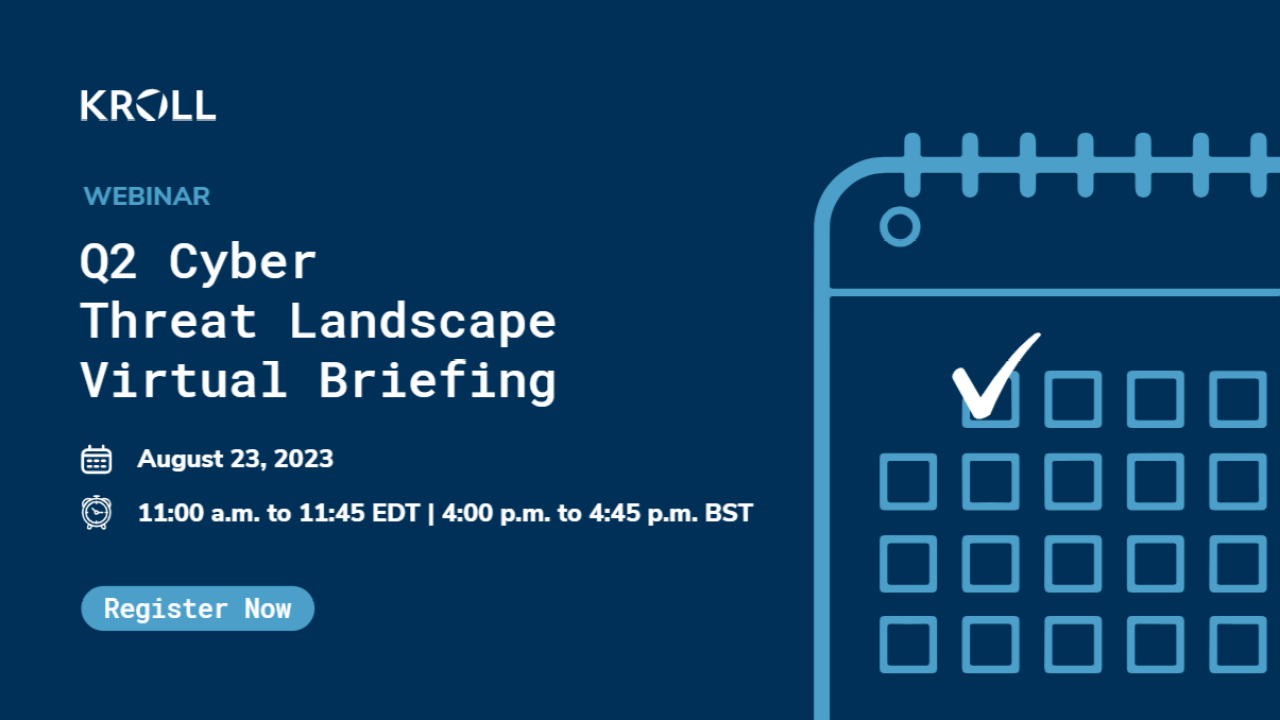 KROLL
WEBINAR
Q2 Cyber
Threat Landscape
Virtual Briefing
August 23, 2023
11:00 a.m. to 11:45 EDT | 4:00 p.m. to 4:45 p.m. BST
Register Now